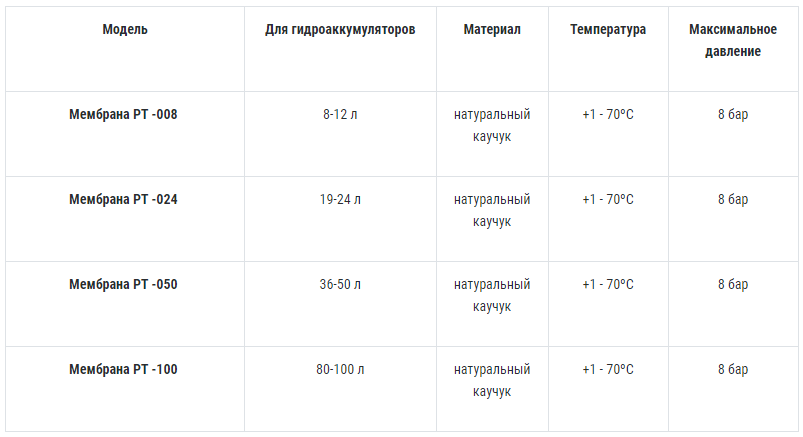 Модель Для гидроаккумуляторов Материал Температура Максимальное
давление
Мембрана РТ -008 8-12 л натуральный +1 - 70°С 8 бар
каучук
Мембрана РТ -024 19-24 л натуральный +1 - 70°С 8 бар
каучук
Мембрана РТ -050 36-50 л натуральный +1 - 70°С 8 бар
каучук
Мембрана РТ -100 80-100 л натуральный +1 - 70°С 8 бар
каучук